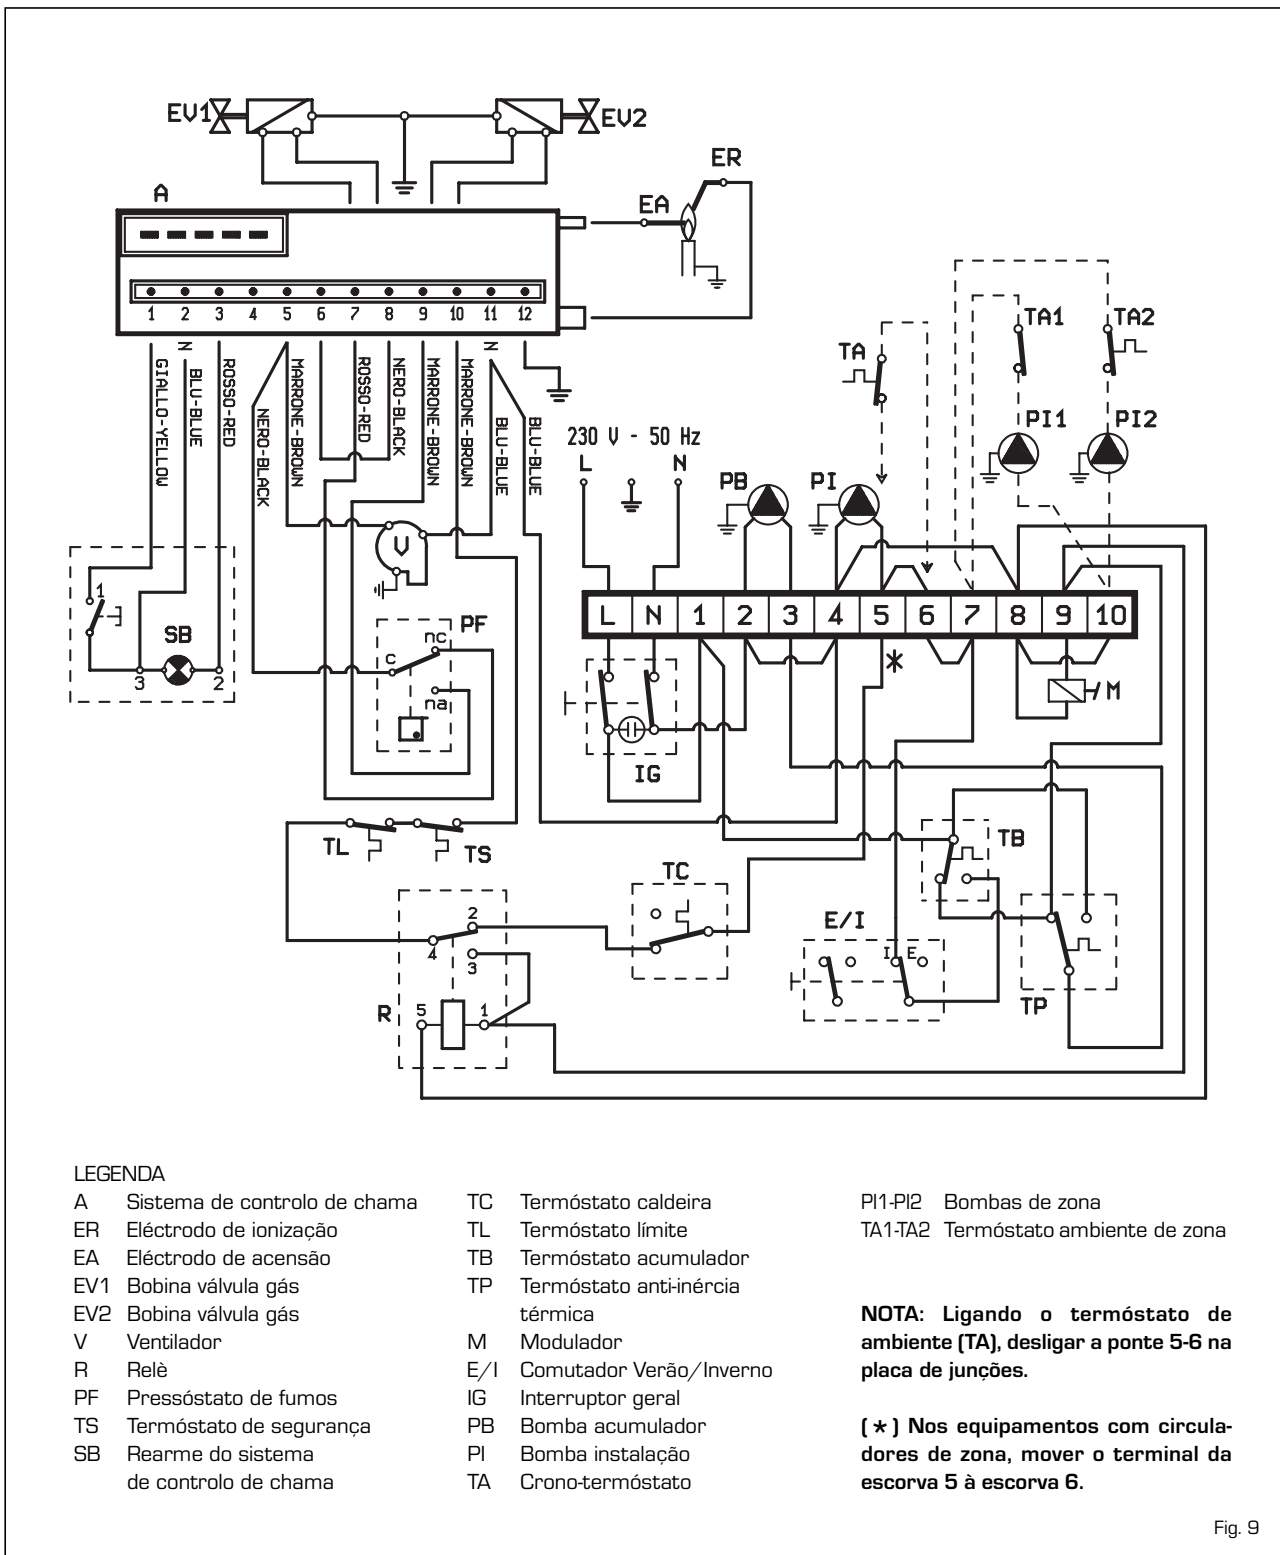 EV1
EV2
ER
EA
A
1 2 3 4 5 6 7 8 9 10 11 12
GIALLO-YELLOW
N
BLU-BLUE
ROSSO-RED
NERO-BLACK
MARRONE-BROWN
ROSSO-RED
NERO-BLACK
MARRONE-BROWN
MARRONE-BROWN
N
BLU-BLUE
BLU-BLUE
TA
TA1
TA2
PI1
PI2
230 V - 50 Hz
L
N
PB
PI
V
1
SB
3
2
PF
nc
c
na
L N 1 2 3 4 5 6 7 8 9 10
*
M
IG
TL
TS
TB
TC
E/I
I E
TP
2
4
3
R
5
1
LEGENDA
A Sistema de controlo de chama
ER Eléctrodo de ionização
EA Eléctrodo de acensão
EV1 Bobina válvula gás
EV2 Bobina válvula gás
V Ventilador
R Relè
PF Pressóstato de fumos
TS Termóstato de segurança
SB Rearme do sistema
de controlo de chama
TC Termóstato caldeira
TL Termóstato límite
TB Termóstato acumulador
TP Termóstato anti-inércia
térmica
M Modulador
E/I Comutador Verão/Inverno
IG Interruptor geral
PB Bomba acumulador
PI Bomba instalação
TA Crono-termóstato
PI1-PI2 Bombas de zona
TA1-TA2 Termóstato ambiente de zona
NOTA: Ligando o termóstato de
ambiente (TA), desligar a ponte 5-6 na
placa de junções.
(*) Nos equipamentos com circula-
dores de zona, mover o terminal da
escorva 5 à escorva 6.
Fig. 9